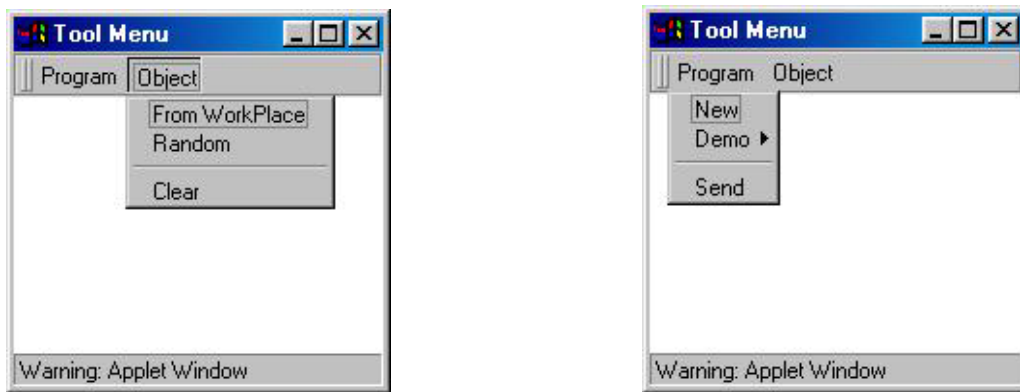 Tool Menu
Program Object
From WorkPlace
Random
Clear
Warning: Applet Window
Tool Menu
Program Object
New
Demo
Send
Warning: Applet Window